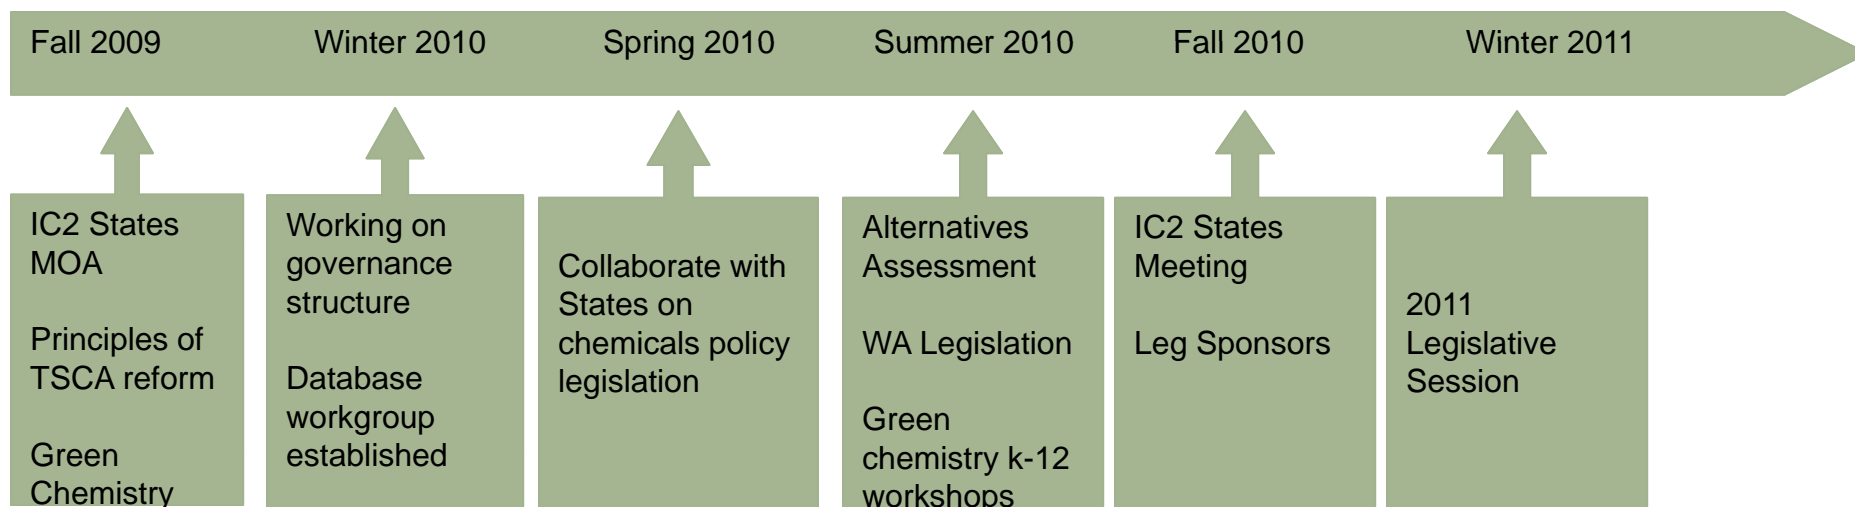 Fall 2009
Winter 2010
Spring 2010
Summer 2010
Fall 2010
Winter 2011
IC2 States
MOA
Principles of
TSCA reform
Green
Chemistry
Working on
governance
structure
Database
workgroup
established
Collaborate with
States on
chemicals policy
legislation
Alternatives
Assessment
WA Legislation
Green
chemistry k-12
workshops
IC2 States
Meeting
Leg Sponsors
2011
Legislative
Session